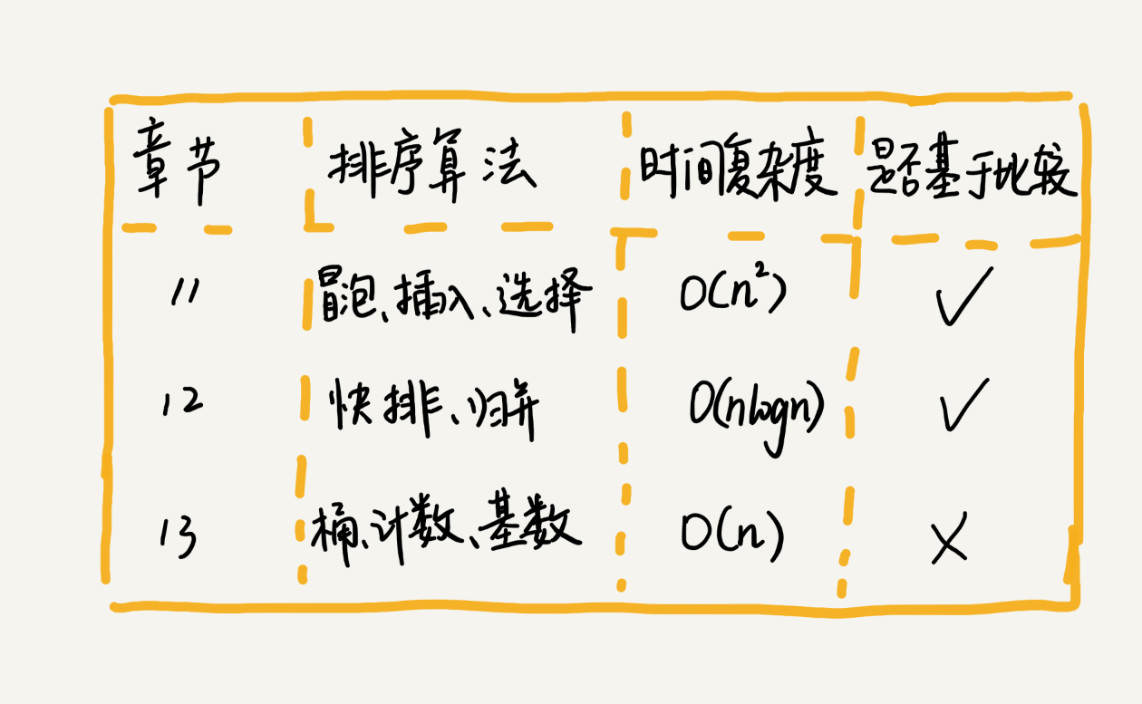 章节 排序算法 时间复杂度 是否基于比较
11 冒泡、插入、选择 O(n²) ✓
12 快排、归并 O(nlogn) ✓
13 桶、计数、基数 O(n) ×